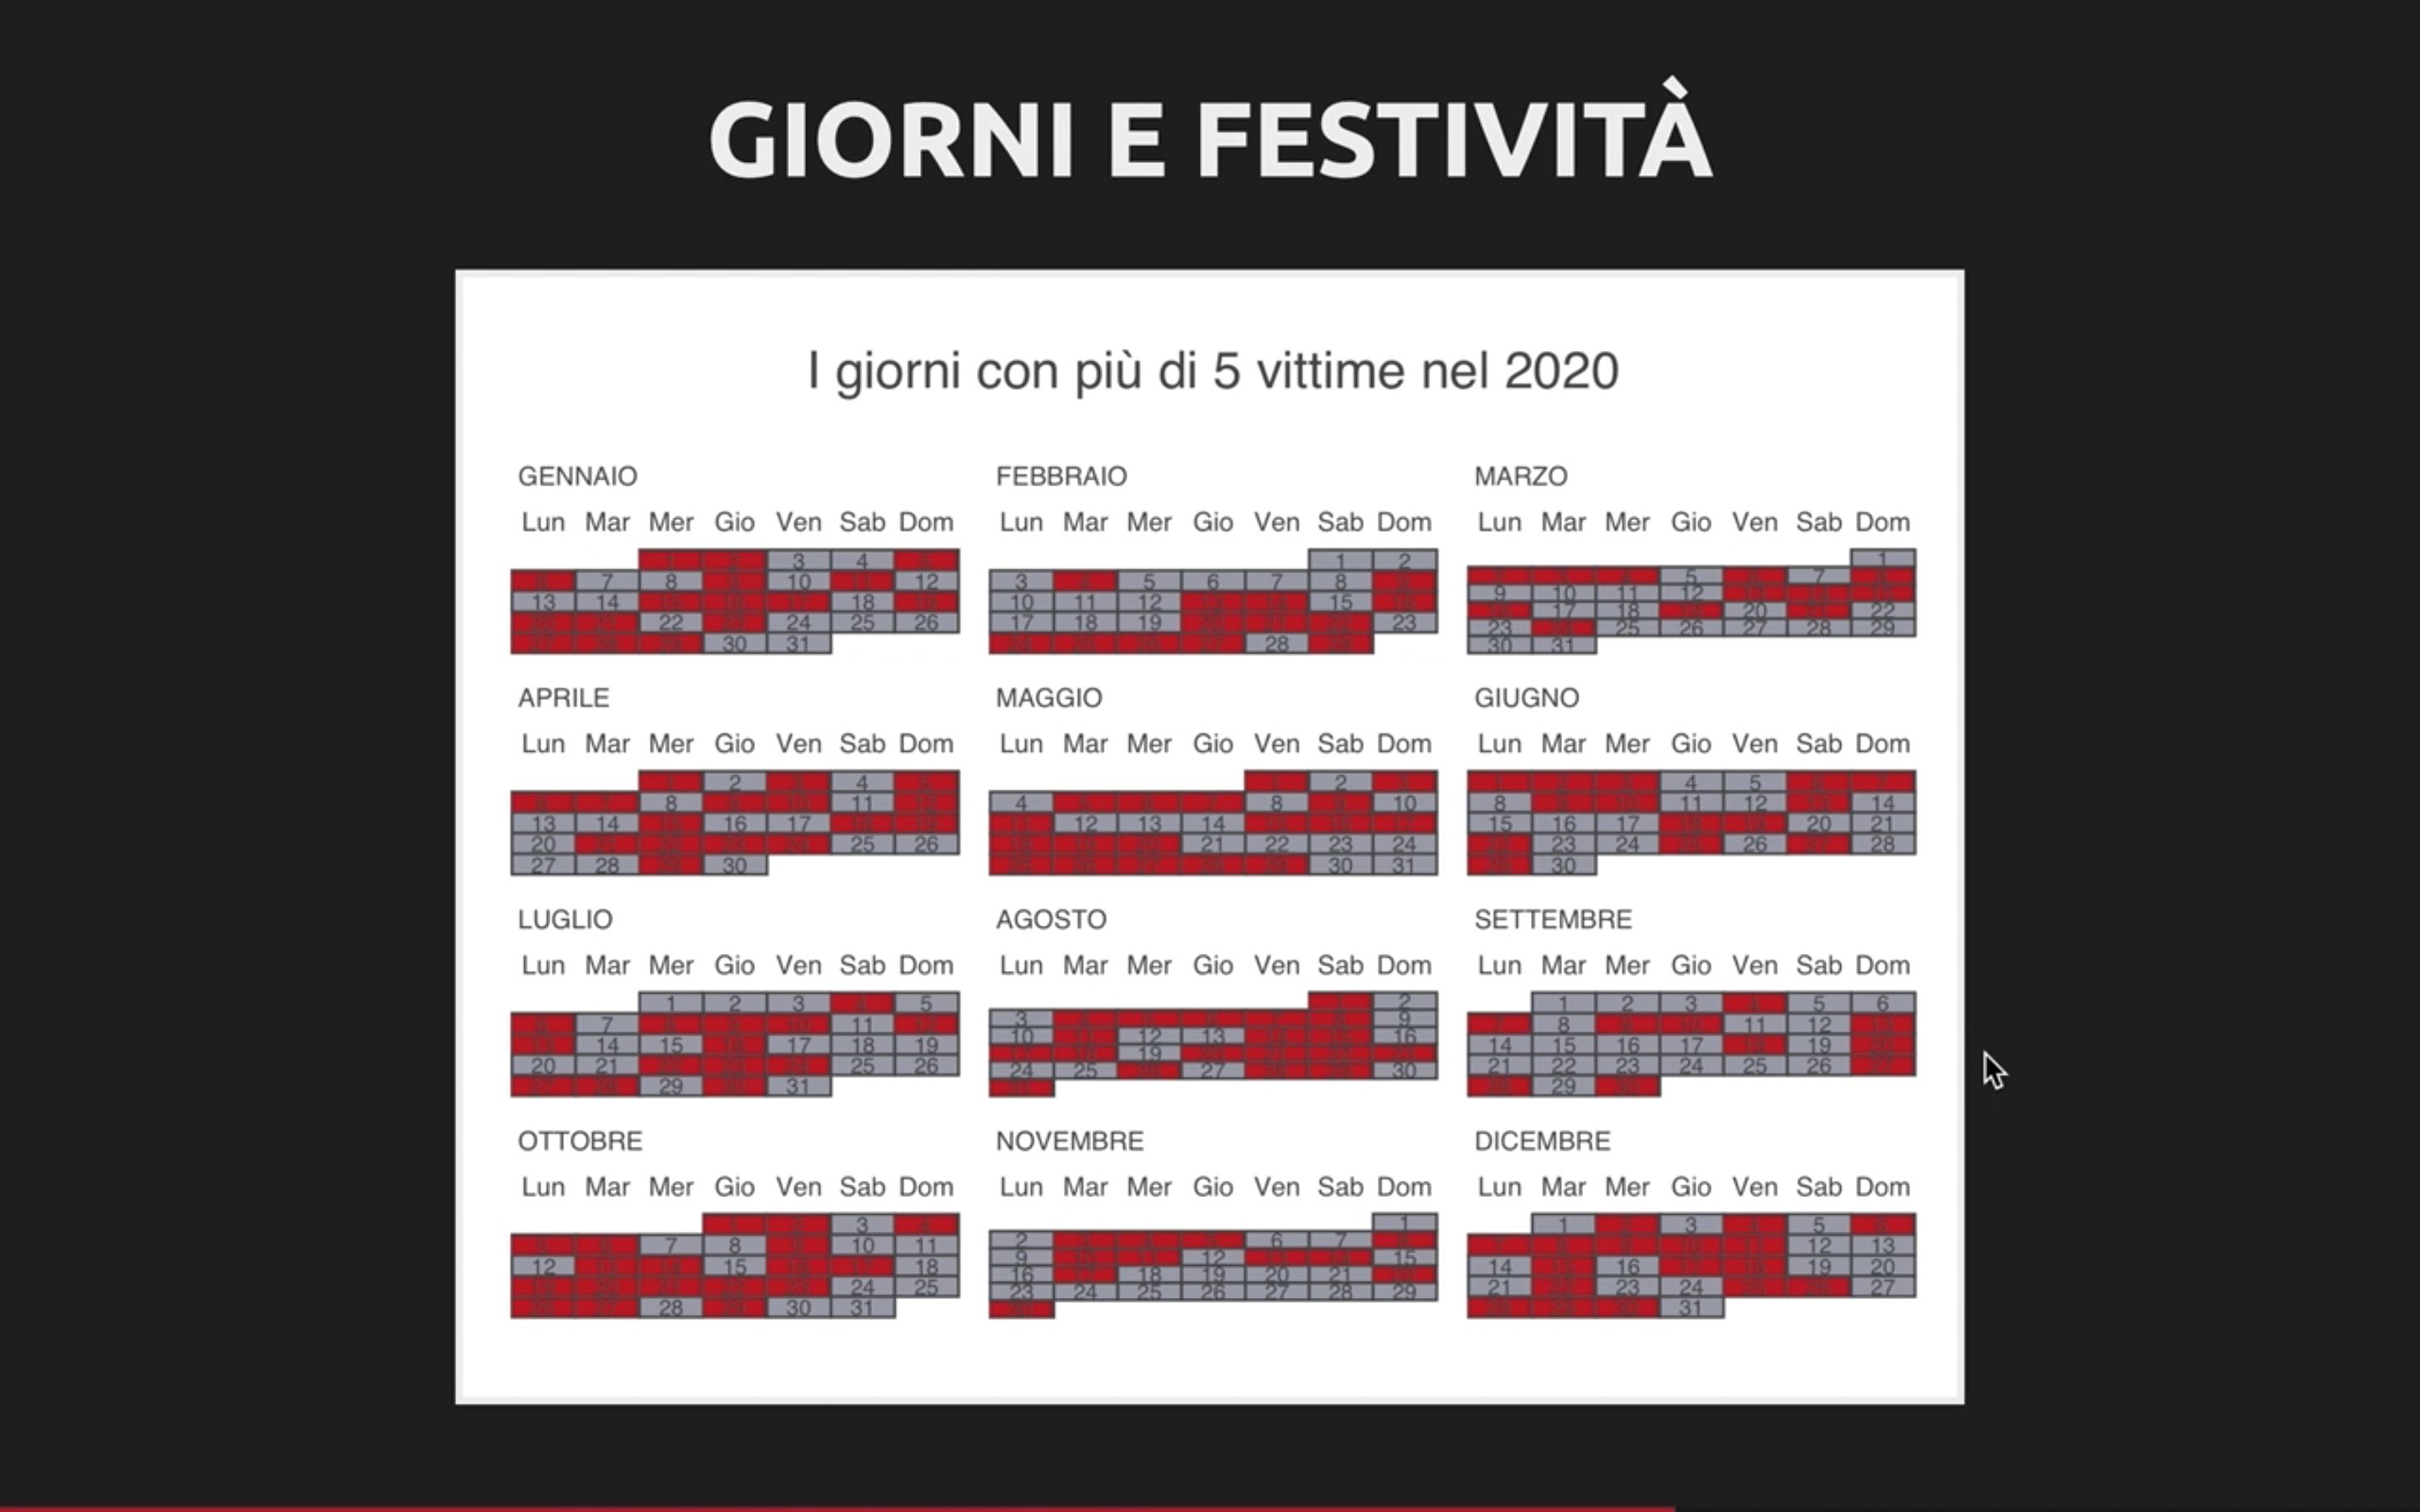 GIORNI E FESTIVITÀ
I giorni con più di 5 vittime nel 2020
GENNAIO
Lun Mar Mer Gio Ven Sab Dom
1 2 3 4 5
6 7 8 9 10 11 12
13 14 15 16 17 18 19
20 21 22 23 24 25 26
27 28 29 30 31
FEBBRAIO
Lun Mar Mer Gio Ven Sab Dom
1 2
3 4 5 6 7 8 9
10 11 12 13 14 15 16
17 18 19 20 21 22 23
24 25 26 27 28 29
MARZO
Lun Mar Mer Gio Ven Sab Dom
1
2 3 4 5 6 7 8
9 10 11 12 13 14 15
16 17 18 19 20 21 22
23 24 25 26 27 28 29
30 31
APRILE
Lun Mar Mer Gio Ven Sab Dom
1 2 3 4 5
6 7 8 9 10 11 12
13 14 15 16 17 18 19
20 21 22 23 24 25 26
27 28 29 30
MAGGIO
Lun Mar Mer Gio Ven Sab Dom
1 2 3
4 5 6 7 8 9 10
11 12 13 14 15 16 17
18 19 20 21 22 23 24
25 26 27 28 29 30 31
GIUGNO
Lun Mar Mer Gio Ven Sab Dom
1 2 3 4 5 6 7
8 9 10 11 12 13 14
15 16 17 18 19 20 21
22 23 24 25 26 27 28
29 30
LUGLIO
Lun Mar Mer Gio Ven Sab Dom
1 2 3 4 5
6 7 8 9 10 11 12
13 14 15 16 17 18 19
20 21 22 23 24 25 26
27 28 29 30 31
AGOSTO
Lun Mar Mer Gio Ven Sab Dom
1 2
3 4 5 6 7 8 9
10 11 12 13 14 15 16
17 18 19 20 21 22 23
24 25 26 27 28 29 30
31
SETTEMBRE
Lun Mar Mer Gio Ven Sab Dom
1 2 3 4 5 6
7 8 9 10 11 12 13
14 15 16 17 18 19 20
21 22 23 24 25 26 27
28 29 30
OTTOBRE
Lun Mar Mer Gio Ven Sab Dom
1 2 3 4
5 6 7 8 9 10 11
12 13 14 15 16 17 18
19 20 21 22 23 24 25
26 27 28 29 30 31
NOVEMBRE
Lun Mar Mer Gio Ven Sab Dom
1
2 3 4 5 6 7 8
9 10 11 12 13 14 15
16 17 18 19 20 21 22
23 24 25 26 27 28 29
30
DICEMBRE
Lun Mar Mer Gio Ven Sab Dom
1 2 3 4 5 6
7 8 9 10 11 12 13
14 15 16 17 18 19 20
21 22 23 24 25 26 27
28 29 30 31